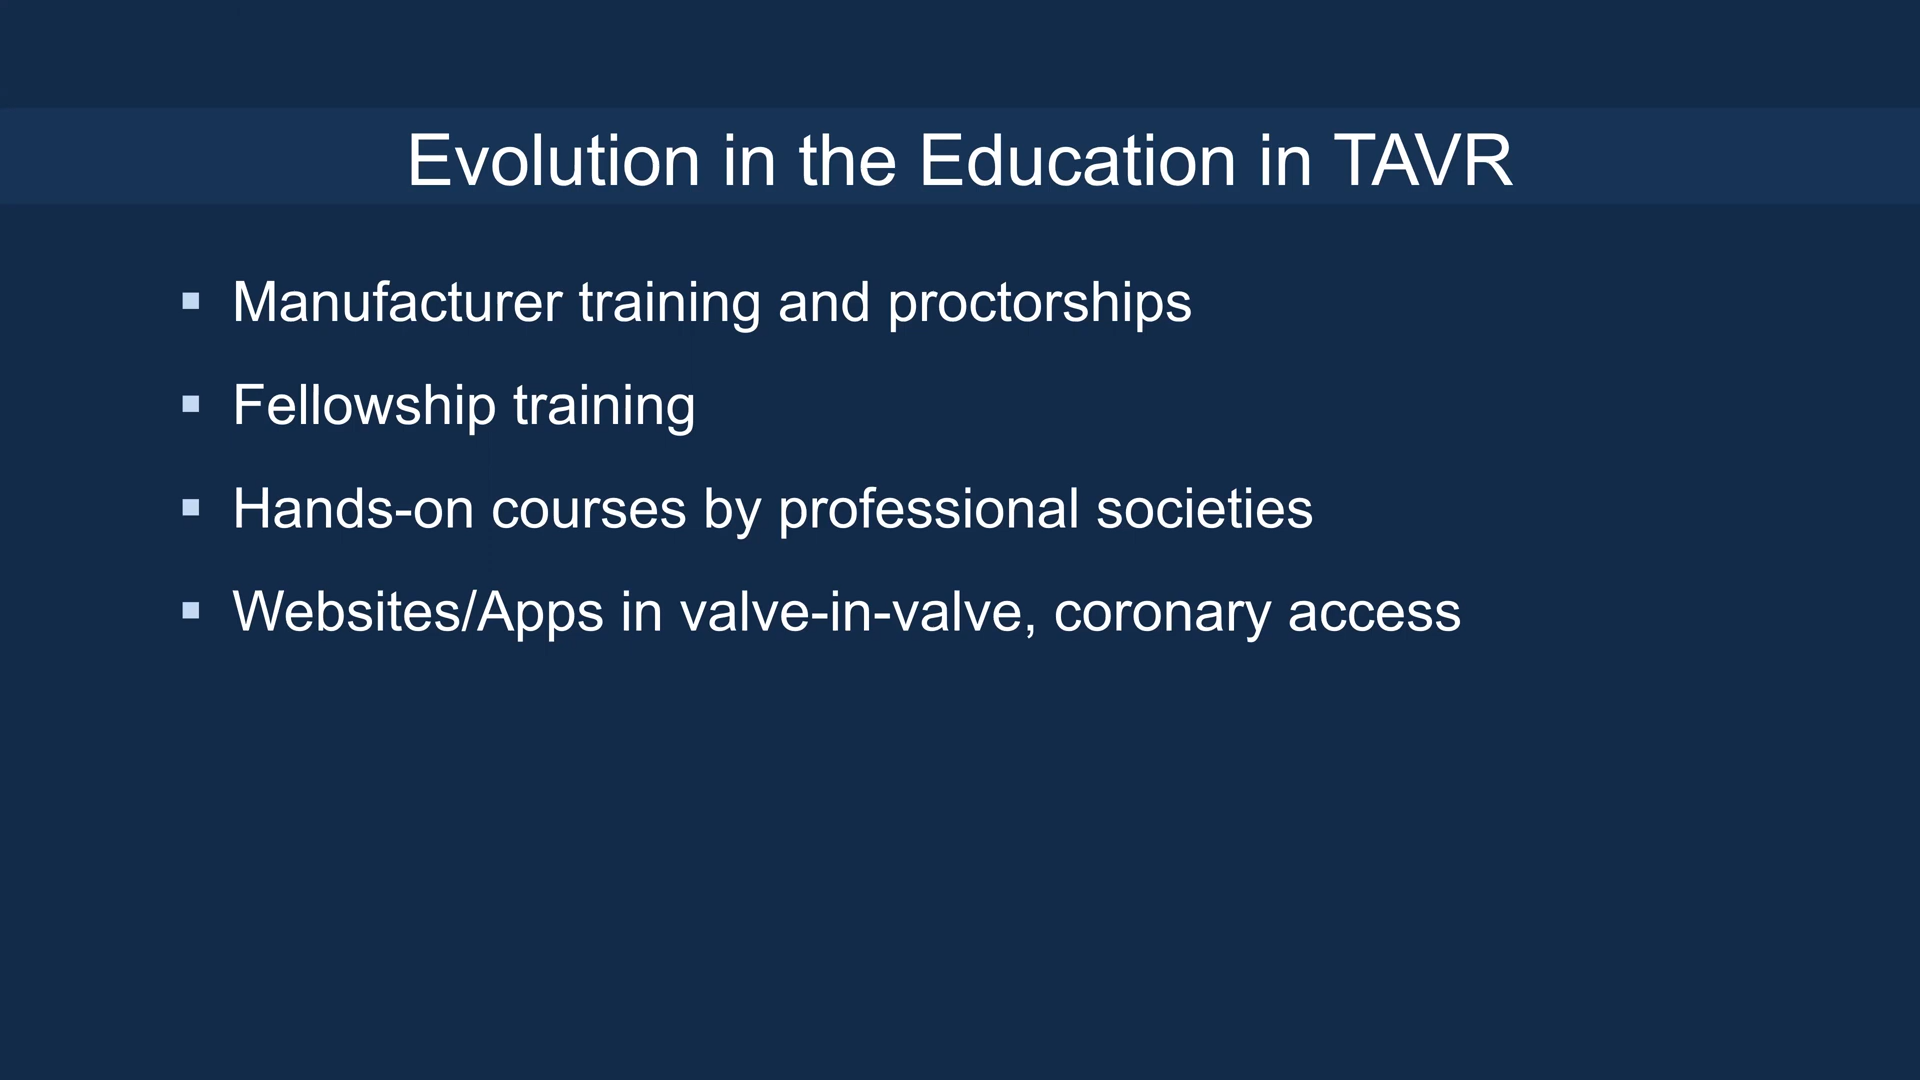 Evolution in the Education in TAVR
▪ Manufacturer training and proctorships
▪ Fellowship training
▪ Hands-on courses by professional societies
▪ Websites/Apps in valve-in-valve, coronary access